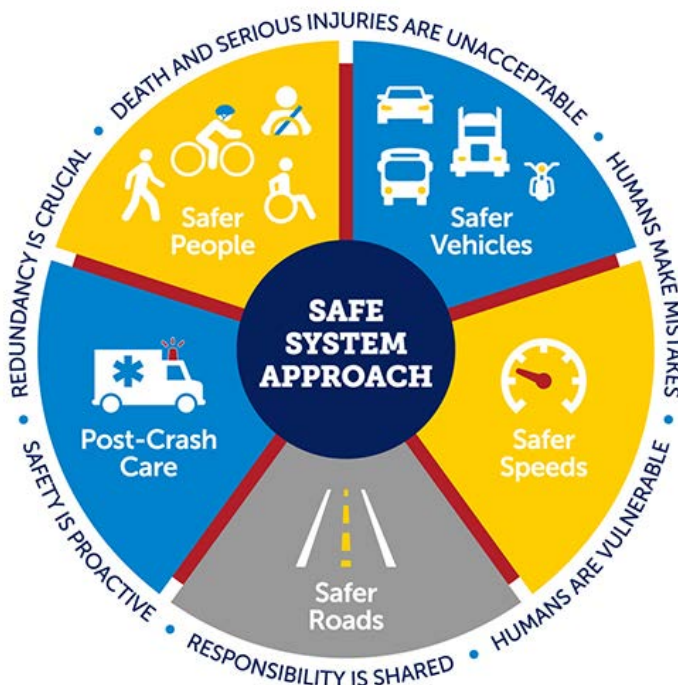 DEATH AND SERIOUS INJURIES ARE UNACCEPTABLE
HUMANS MAKE MISTAKES
HUMANS ARE VULNERABLE
RESPONSIBILITY IS SHARED
SAFETY IS PROACTIVE
REDUNDANCY IS CRUCIAL
Safer
People
Safer
Vehicles
SAFE
SYSTEM
APPROACH
Post-Crash
Care
Safer
Speeds
Safer
Roads